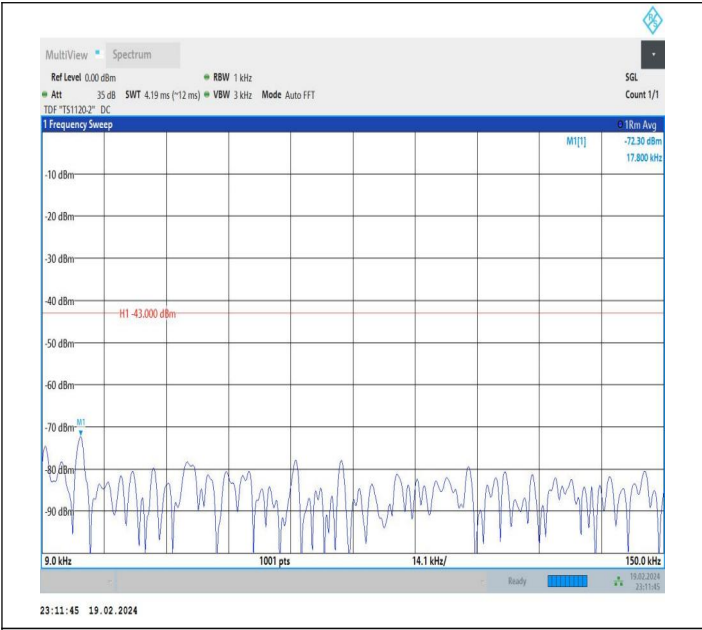 R S
MultiView Spectrum
Ref Level 0.00 dBm RBW 1 kHz SGL
Att 35 dB SWT 4.19 ms (~12 ms) VBW 3 kHz Mode Auto FFT Count 1/1
TDF "TS1120-2" DC
1 Frequency Sweep 1Rm Avg
M1[1] -72.30 dBm
17.800 kHz
-10 dBm
-20 dBm
-30 dBm
-40 dBm
H1 -43.000 dBm
-50 dBm
-60 dBm
M1
-70 dBm
-80 dBm
-90 dBm
9.0 kHz 1001 pts 14.1 kHz/ 150.0 kHz
Ready 19.02.2024
23:11:45
23:11:45 19.02.2024